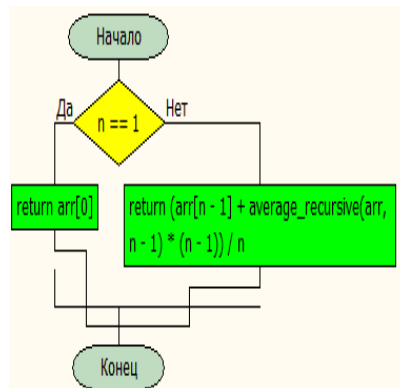 Начало
Да
Нет
n == 1
return arr[0]
return (arr[n - 1] + average_recursive(arr,
n - 1) * (n - 1)) / n
Конец